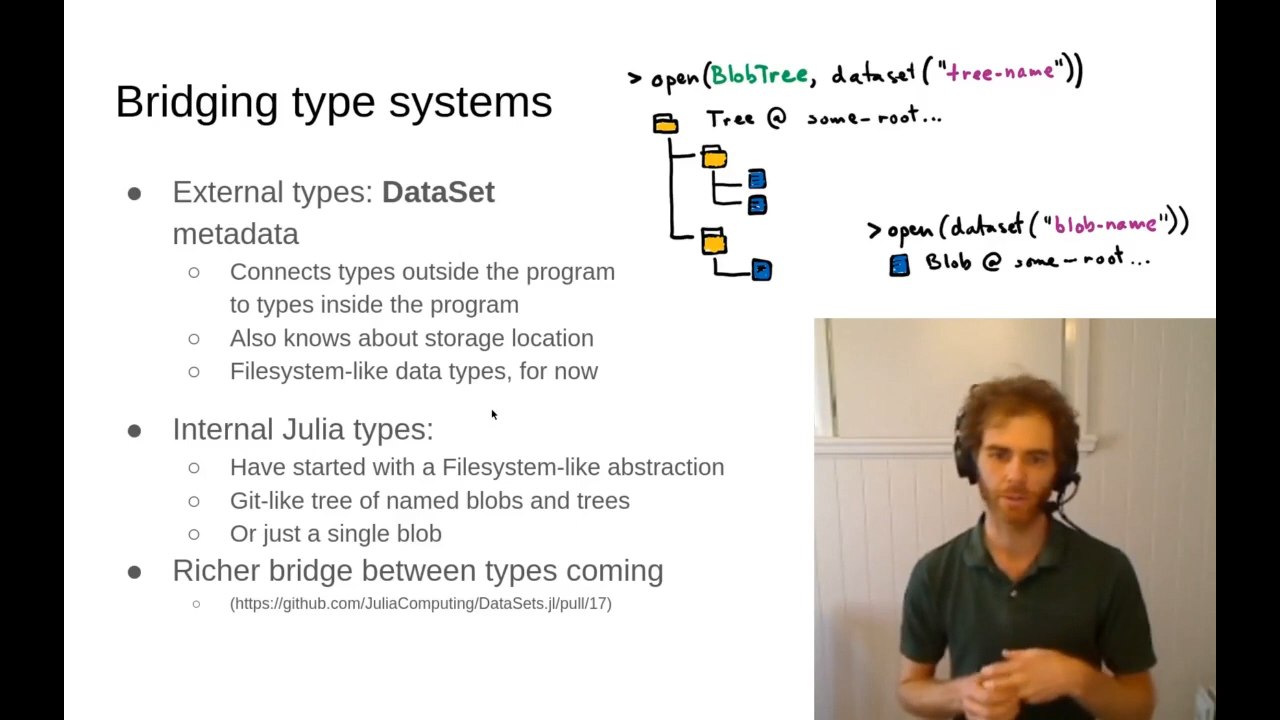 Bridging type systems
> open(BlobTree, dataset("tree-name"))
Tree @ some-root...
> open(dataset("blob-name"))
Blob @ some-root...
● External types: DataSet
metadata
○ Connects types outside the program
to types inside the program
○ Also knows about storage location
○ Filesystem-like data types, for now
● Internal Julia types:
○ Have started with a Filesystem-like abstraction
○ Git-like tree of named blobs and trees
○ Or just a single blob
● Richer bridge between types coming
○ (https://github.com/JuliaComputing/DataSets.jl/pull/17)